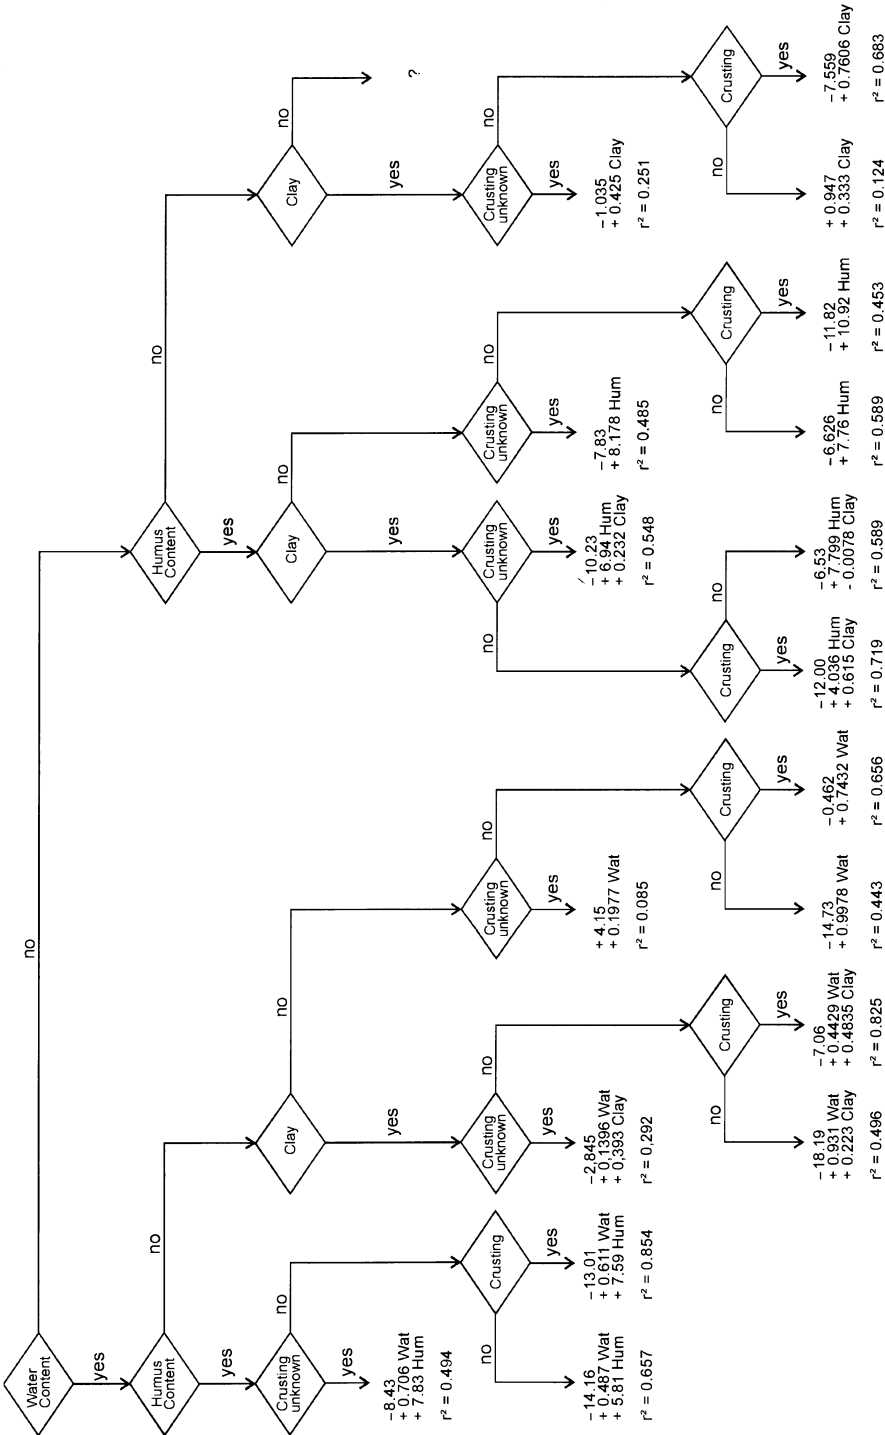 Water
Content
no
yes
Humus
Content
no
yes
Humus
Content
no
yes
Crusting
unknown
no
yes
Clay
no
yes
Clay
no
yes
Clay
no
yes
?
-8.43
+ 0.706 Wat
+ 7.83 Hum
r² = 0.494
Crusting
no
yes
Crusting
unknown
no
yes
Crusting
unknown
no
yes
Crusting
unknown
no
yes
Crusting
unknown
no
yes
Crusting
unknown
no
yes
-14.16
+ 0.487 Wat
+ 5.81 Hum
r² = 0.657
-13.01
+ 0.611 Wat
+ 7.59 Hum
r² = 0.854
-2,845
+ 0,1396 Wat
+ 0,393 Clay
r² = 0,292
+ 4.15
+ 0.1977 Wat
r² = 0.085
-10.23
+ 6.94 Hum
+ 0.232 Clay
r² = 0.548
-7.83
+ 8.178 Hum
r² = 0.485
-1.035
+ 0.425 Clay
r² = 0.251
Crusting
no
yes
Crusting
no
yes
Crusting
no
yes
Crusting
no
yes
Crusting
no
yes
-18.19
+ 0.931 Wat
+ 0.223 Clay
r² = 0.496
-7.06
+ 0.4429 Wat
+ 0.4835 Clay
r² = 0.825
-14.73
+ 0.9978 Wat
r² = 0.443
-0.462
+ 0.7432 Wat
r² = 0.656
-12.00
+ 4.036 Hum
+ 0.615 Clay
r² = 0.719
-6.53
+ 7.799 Hum
- 0.0078 Clay
r² = 0.589
-6.626
+ 7.76 Hum
r² = 0.589
-11.82
+ 10.92 Hum
r² = 0.453
+ 0.947
+ 0.333 Clay
r² = 0.124
-7.559
+ 0.7606 Clay
r² = 0.683